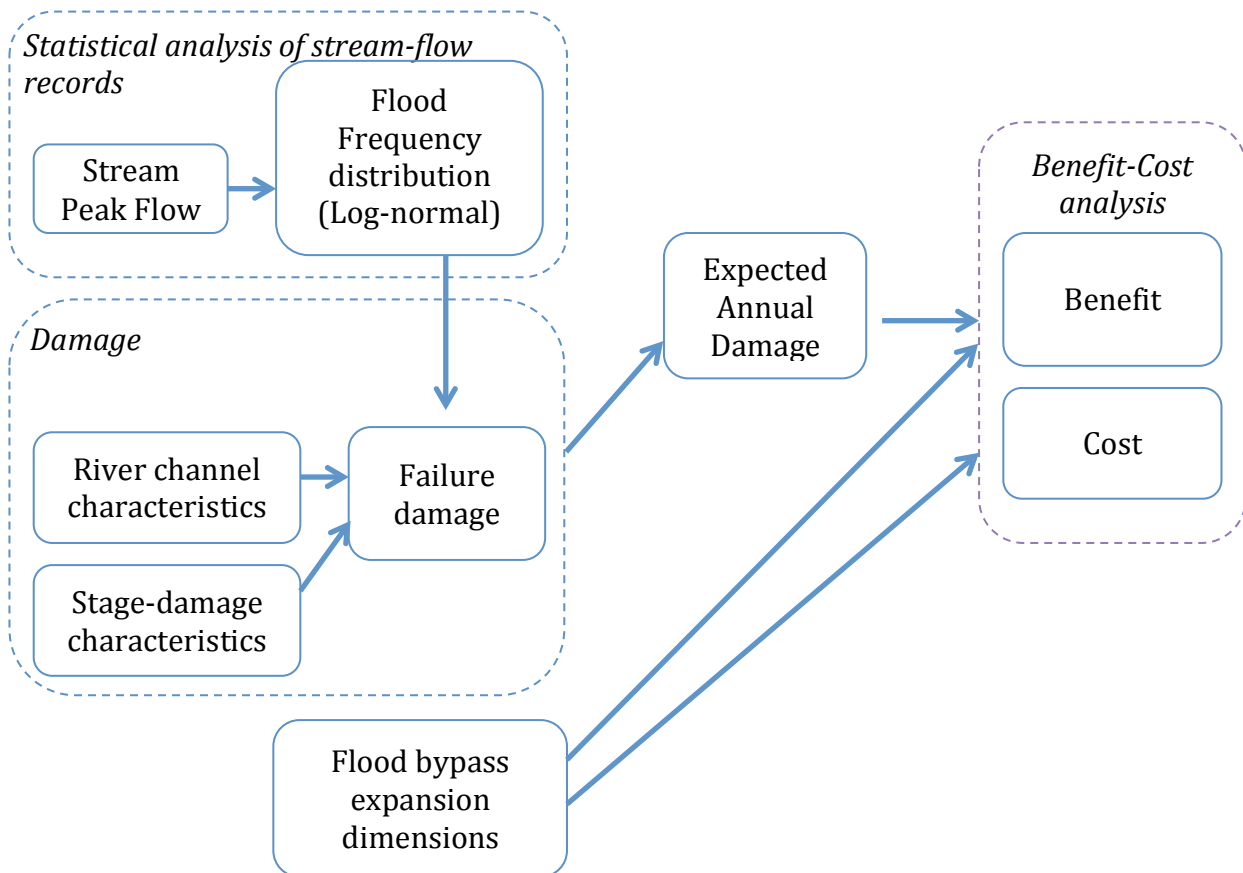 Statistical analysis of stream-flow
records
Flood
Frequency
distribution
(Log-normal)
Stream
Peak Flow
Benefit-Cost
analysis
Expected
Annual
Damage
Benefit
Damage
Cost
River channel
characteristics
Failure
damage
Stage-damage
characteristics
Flood bypass
expansion
dimensions